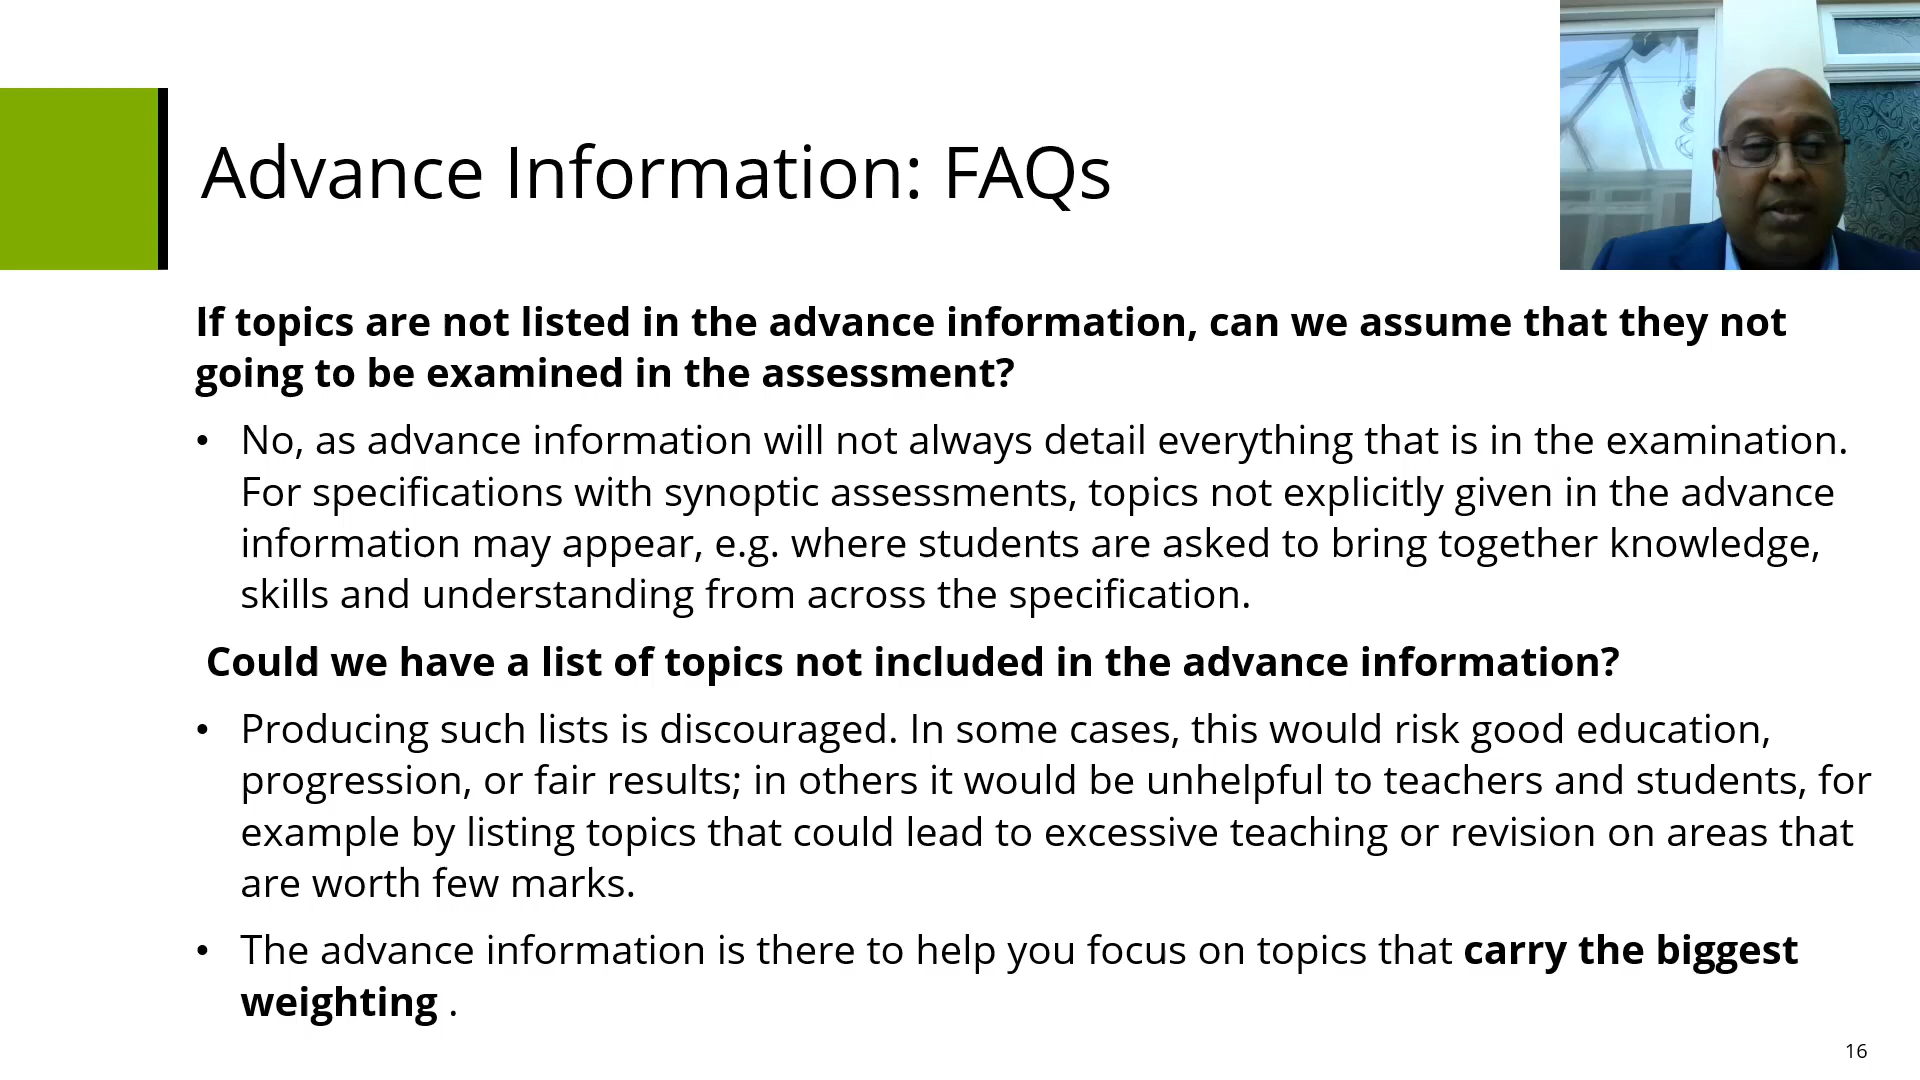 Advance Information: FAQs
If topics are not listed in the advance information, can we assume that they not
going to be examined in the assessment?
• No, as advance information will not always detail everything that is in the examination.
For specifications with synoptic assessments, topics not explicitly given in the advance
information may appear, e.g. where students are asked to bring together knowledge,
skills and understanding from across the specification.
Could we have a list of topics not included in the advance information?
• Producing such lists is discouraged. In some cases, this would risk good education,
progression, or fair results; in others it would be unhelpful to teachers and students, for
example by listing topics that could lead to excessive teaching or revision on areas that
are worth few marks.
• The advance information is there to help you focus on topics that carry the biggest
weighting .
16